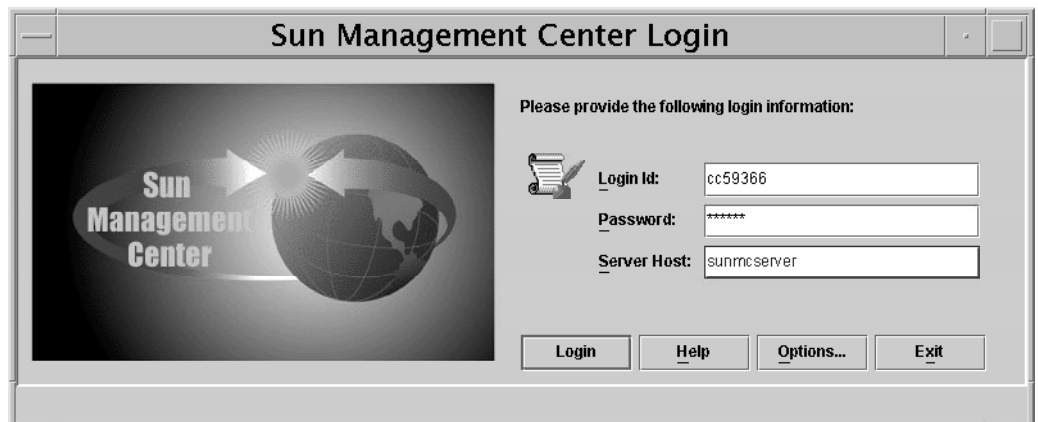 Sun Management Center Login
Please provide the following login information:
Sun
Management
Center
Login Id: cc59366
Password: ******
Server Host: sunmcserver
Login Help Options... Exit